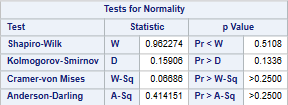 Tests for Normality
Test Statistic p Value
Shapiro-Wilk W 0.962274 Pr < W 0.5108
Kolmogorov-Smirnov D 0.15906 Pr > D 0.1336
Cramer-von Mises W-Sq 0.06686 Pr > W-Sq >0.2500
Anderson-Darling A-Sq 0.414151 Pr > A-Sq >0.2500